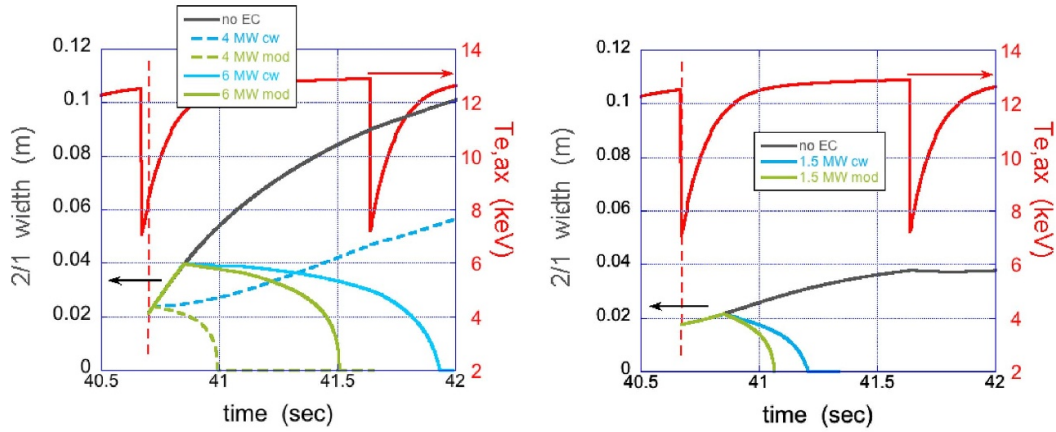 no EC
4 MW cw
4 MW mod
6 MW cw
6 MW mod
0.12
0.1
0.08
0.06
0.04
0.02
0
2/1 width (m)
14
12
10
8
6
4
2
Te,ax (keV)
40.5
41
41.5
42
time (sec)
no EC
1.5 MW cw
1.5 MW mod
0.12
0.1
0.08
0.06
0.04
0.02
0
2/1 width (m)
14
12
10
8
6
4
2
Te,ax (keV)
40.5
41
41.5
42
time (sec)